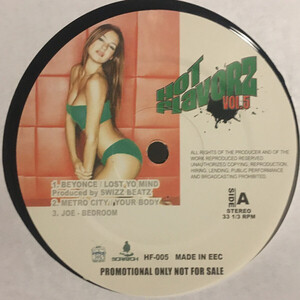 HOT
FLAVORZ
VOL.5
ALL RIGHTS OF THE PRODUCER AND OF THE
WORK REPRODUCED RESERVED.
UNAUTHORIZED COPYING, REPRODUCTION,
HIRING, LENDING, PUBLIC PERFORMANCE
AND BROADCASTING PROHIBITED.
1. BEYONCE / LOST YO MIND
Produced by SWIZZ BEATZ
2. METRO CITY / YOUR BODY
3. JOE - BEDROOM
SIDE A
STEREO
33 1/3 RPM
SCRATCH
HF-005 MADE IN EEC
PROMOTIONAL ONLY NOT FOR SALE